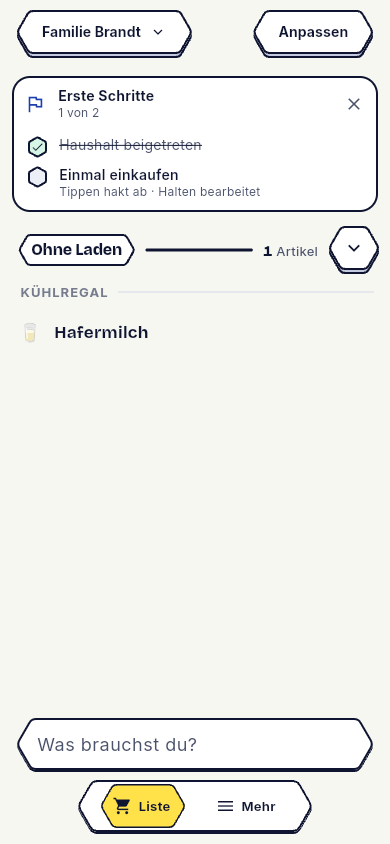 Familie Brandt
Anpassen
Erste Schritte
1 von 2
Haushalt beigetreten
Einmal einkaufen
Tippen hakt ab · Halten bearbeitet
Ohne Laden
1 Artikel
KÜHLREGAL
Hafermilch
Was brauchst du?
Liste
Mehr